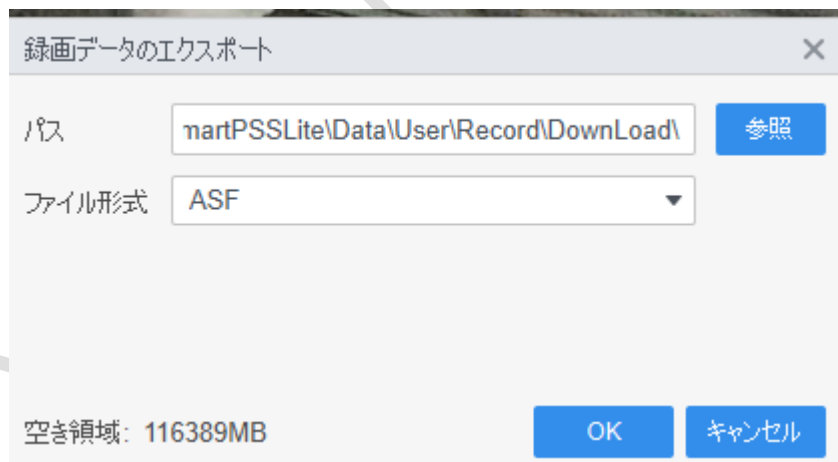 録画データのエクスポート
パス martPSSLite\Data\User\Record\DownLoad\ 参照
ファイル形式 ASF
空き領域: 116389MB OK キャンセル